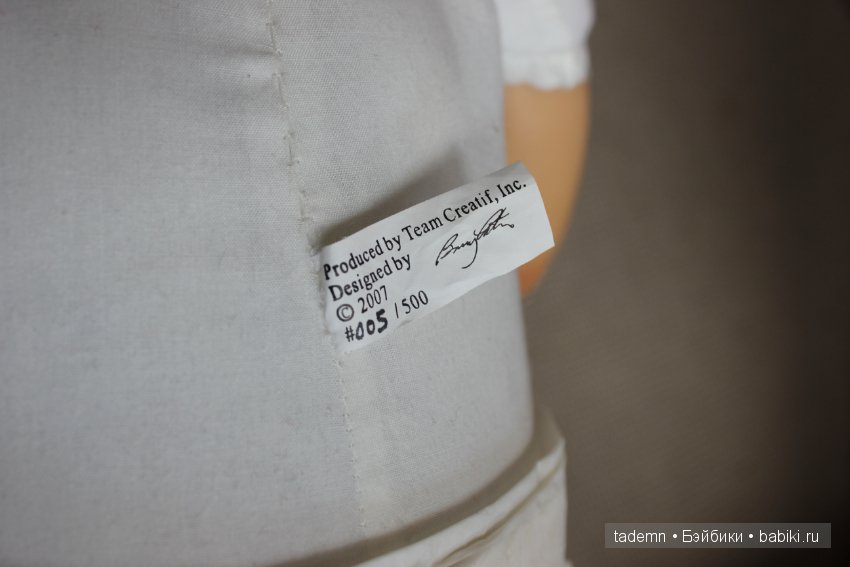 Produced by Team Creatif, Inc.
Designed by
© 2007
#005 / 500
tademn • Бэйбики • babiki.ru